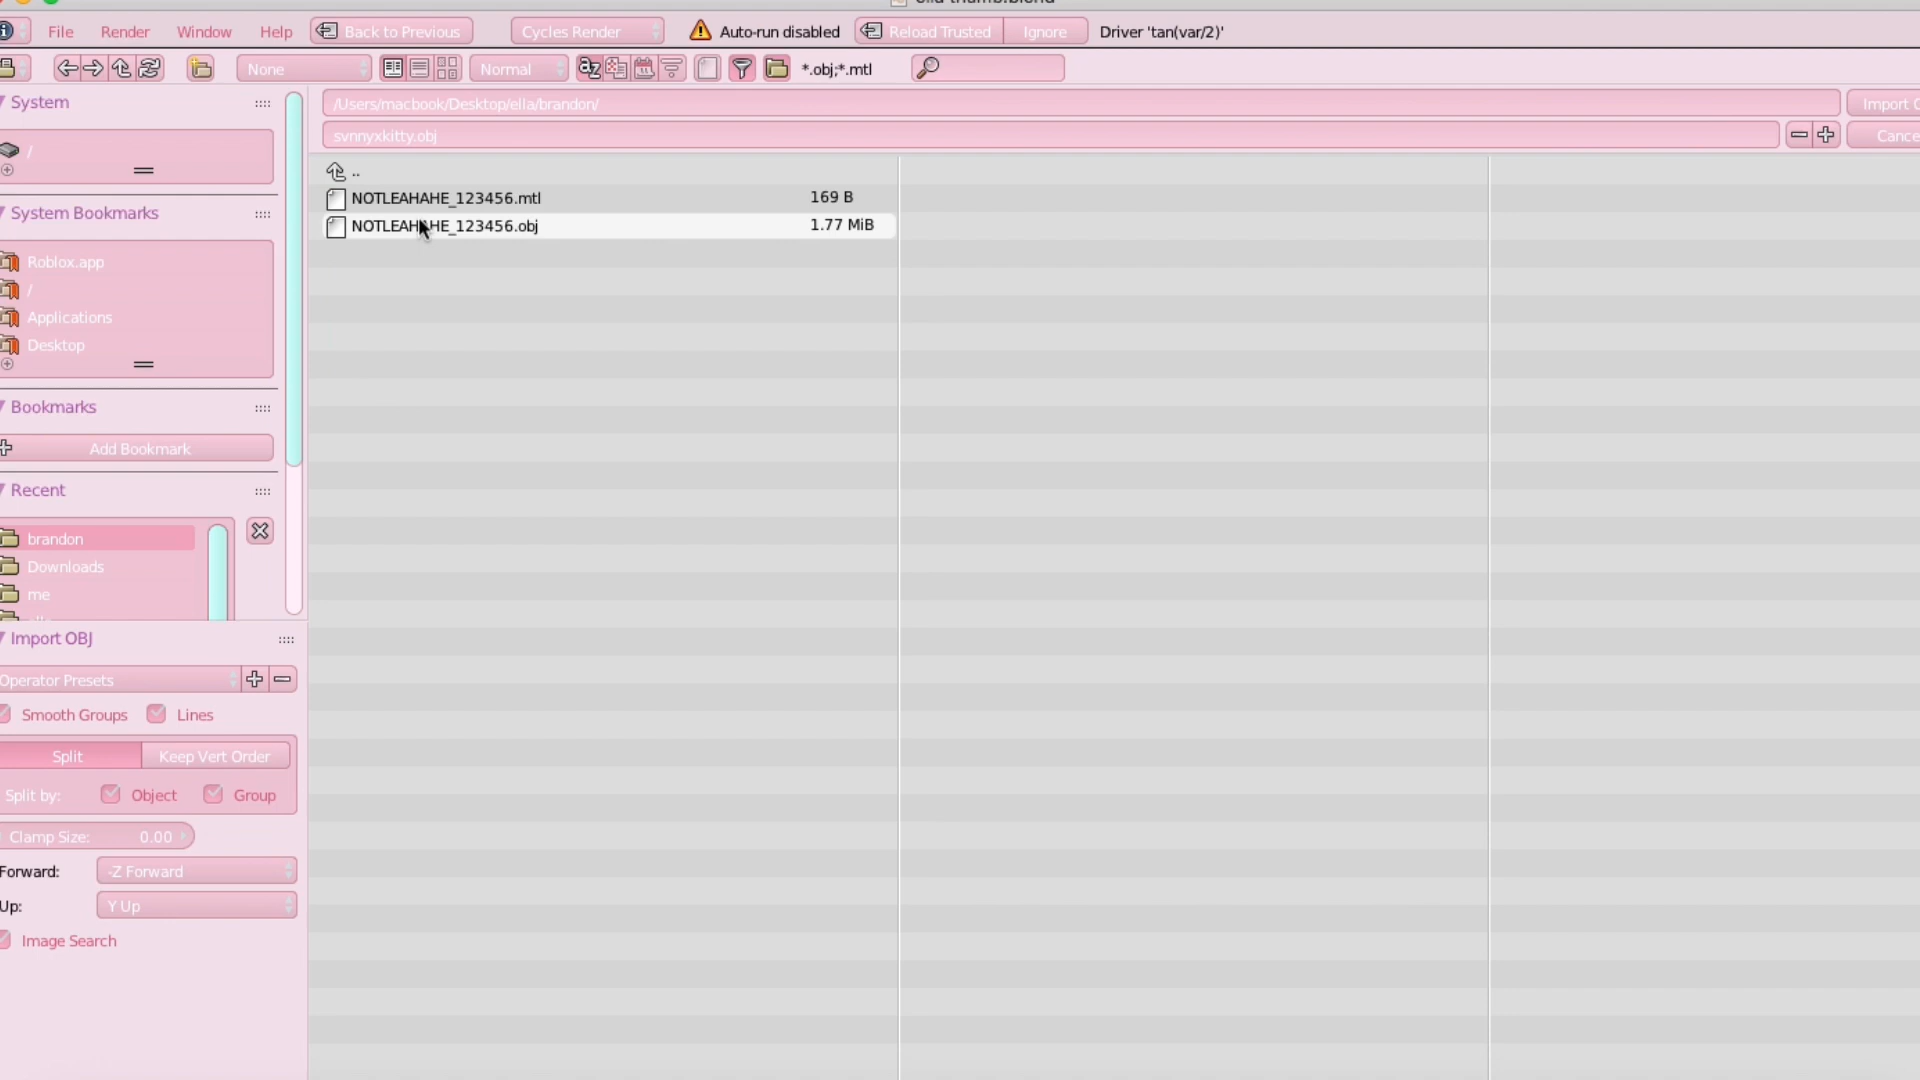 File Render Window Help Back to Previous Cycles Render Auto-run disabled Reload Trusted Ignore Driver 'tan(var/2)'
None Normal *.obj;*.mtl
System
/
System Bookmarks
Roblox.app
/
Applications
Desktop
Bookmarks
Add Bookmark
Recent
brandon
Downloads
me
Import OBJ
Operator Presets
Smooth Groups Lines
Split Keep Vert Order
Split by: Object Group
Clamp Size: 0.00
Forward: -Z Forward
Up: Y Up
Image Search
/Users/macbook/Desktop/ella/brandon/ Import
svnnyxkitty.obj
..
NOTLEAHAHE_123456.mtl 169 B
NOTLEAHAHE_123456.obj 1.77 MiB